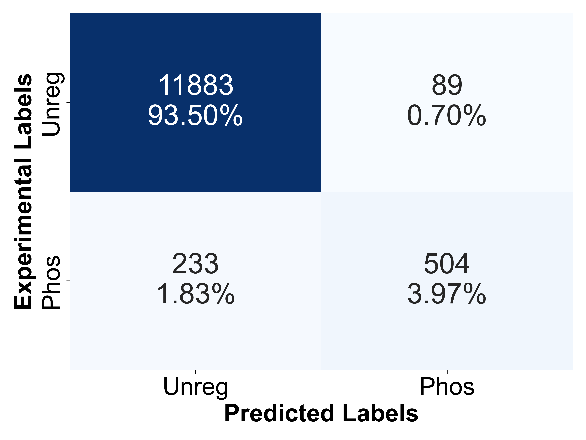 Experimental Labels
Unreg
Phos
11883
93.50%
89
0.70%
233
1.83%
504
3.97%
Unreg
Phos
Predicted Labels